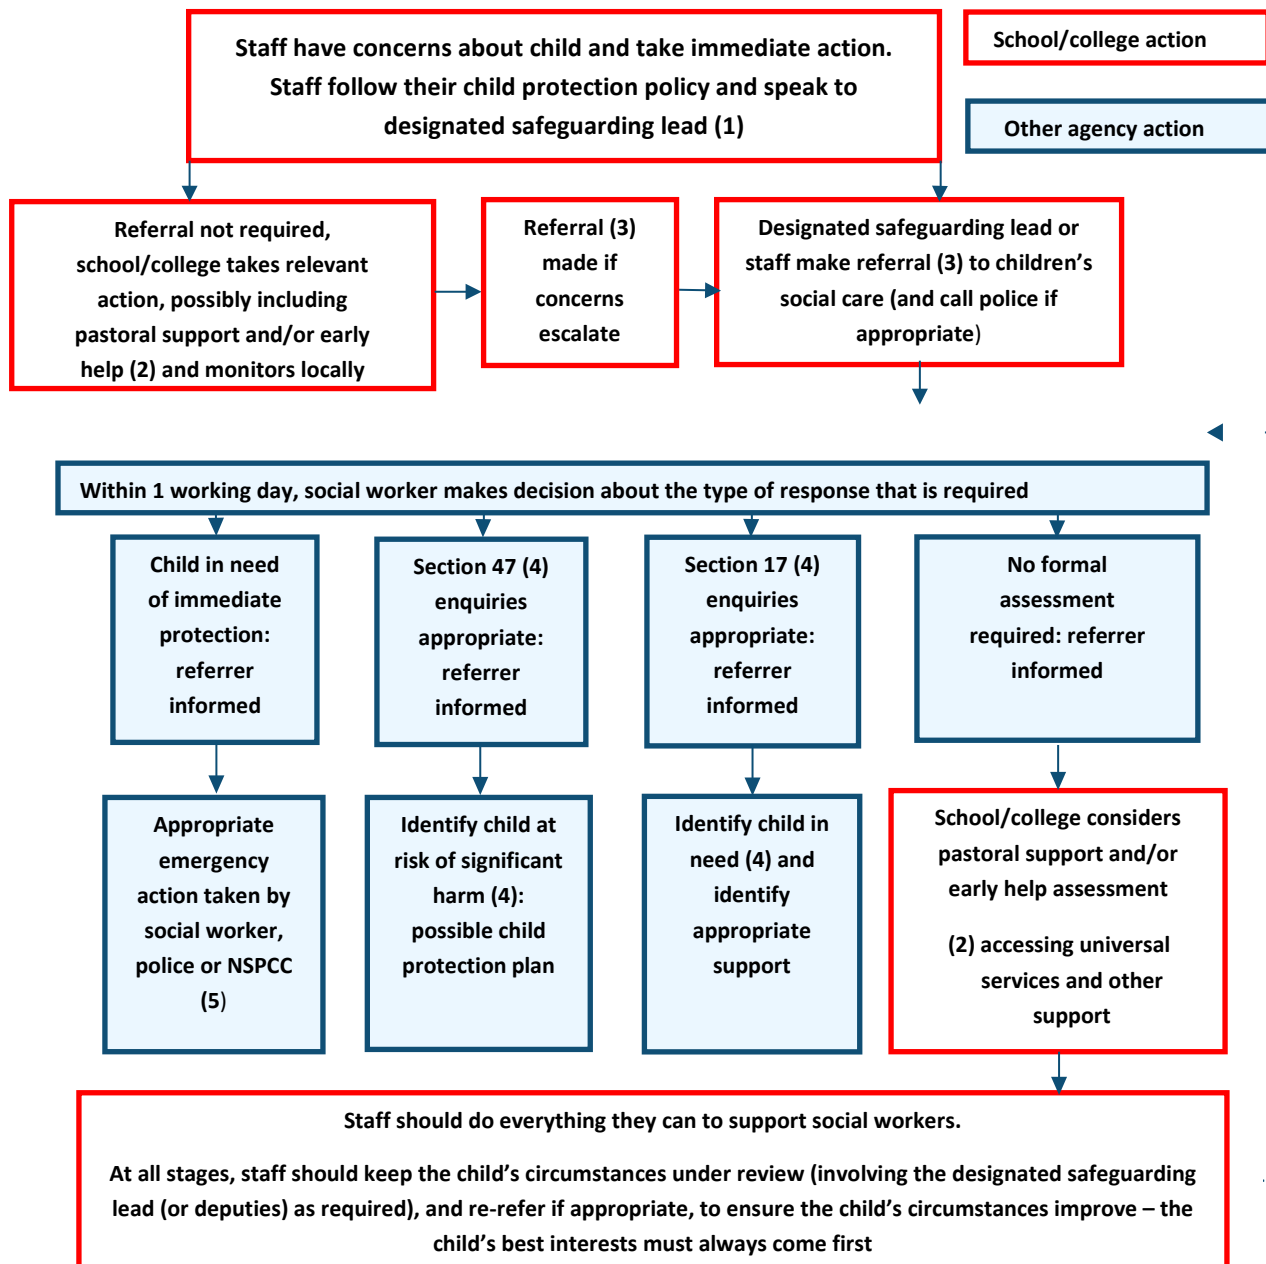 Staff have concerns about child and take immediate action.
Staff follow their child protection policy and speak to
designated safeguarding lead (1)
School/college action
Other agency action
Referral not required,
school/college takes relevant
action, possibly including
pastoral support and/or early
help (2) and monitors locally
Referral (3)
made if
concerns
escalate
Designated safeguarding lead or
staff make referral (3) to children’s
social care (and call police if
appropriate)
Within 1 working day, social worker makes decision about the type of response that is required
Child in need
of immediate
protection:
referrer
informed
Section 47 (4)
enquiries
appropriate:
referrer
informed
Section 17 (4)
enquiries
appropriate:
referrer
informed
No formal
assessment
required: referrer
informed
Appropriate
emergency
action taken by
social worker,
police or NSPCC
(5)
Identify child at
risk of significant
harm (4):
possible child
protection plan
Identify child in
need (4) and
identify
appropriate
support
School/college considers
pastoral support and/or
early help assessment
(2) accessing universal
services and other
support
Staff should do everything they can to support social workers.
At all stages, staff should keep the child’s circumstances under review (involving the designated safeguarding
lead (or deputies) as required), and re-refer if appropriate, to ensure the child’s circumstances improve – the
child’s best interests must always come first